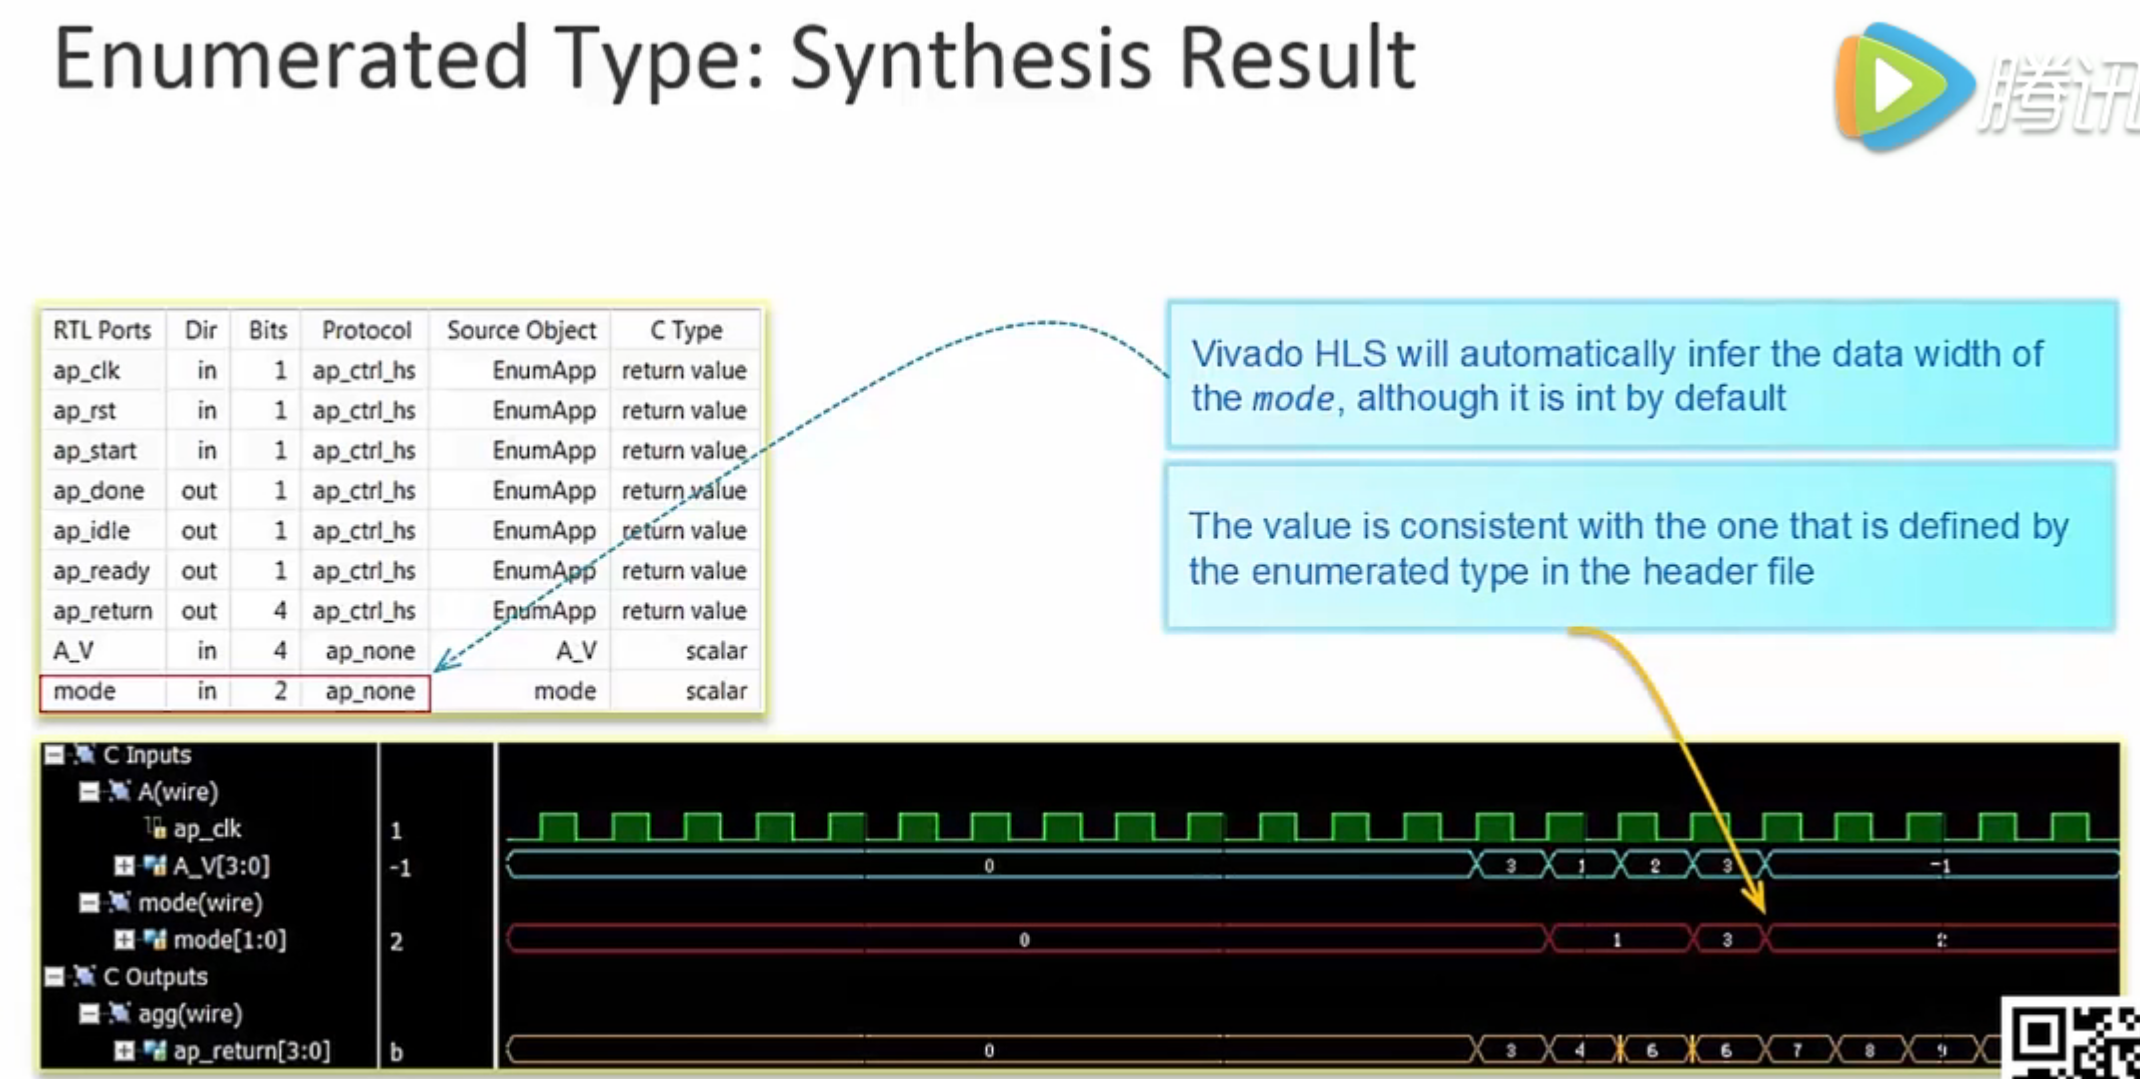 Enumerated Type: Synthesis Result
腾讯
RTL Ports Dir Bits Protocol Source Object C Type
ap_clk in 1 ap_ctrl_hs EnumApp return value
ap_rst in 1 ap_ctrl_hs EnumApp return value
ap_start in 1 ap_ctrl_hs EnumApp return value
ap_done out 1 ap_ctrl_hs EnumApp return value
ap_idle out 1 ap_ctrl_hs EnumApp return value
ap_ready out 1 ap_ctrl_hs EnumApp return value
ap_return out 4 ap_ctrl_hs EnumApp return value
A_V in 4 ap_none A_V scalar
mode in 2 ap_none mode scalar
Vivado HLS will automatically infer the data width of
the mode, although it is int by default
The value is consistent with the one that is defined by
the enumerated type in the header file
C Inputs
A(wire)
ap_clk 1
A_V[3:0] -1 0 3 1 2 3 -1
mode(wire)
mode[1:0] 2 0 1 3 2
C Outputs
agg(wire)
ap_return[3:0] b 0 3 4 6 6 7 8 9